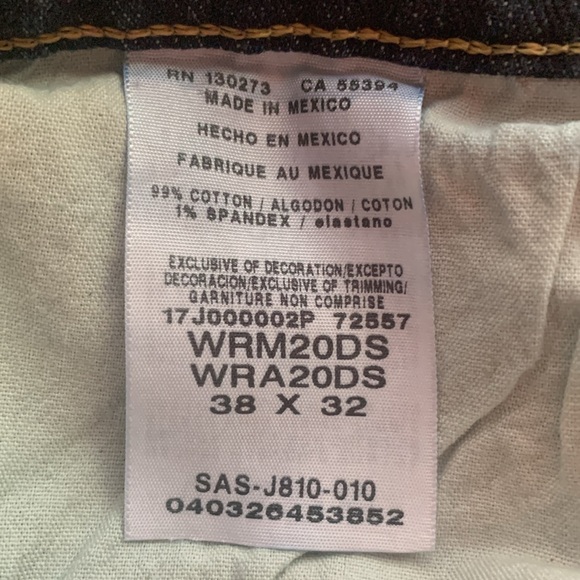 RN 130273 CA 55394
MADE IN MEXICO
HECHO EN MEXICO
FABRIQUE AU MEXIQUE
99% COTTON / ALGODON / COTON
1% SPANDEX / elastano
EXCLUSIVE OF DECORATION/EXCEPTO
DECORACION/EXCLUSIVE OF TRIMMING/
GARNITURE NON COMPRISE
17J000002P 72557
WRM20DS
WRA20DS
38 X 32
SAS-J810-010
040326453852